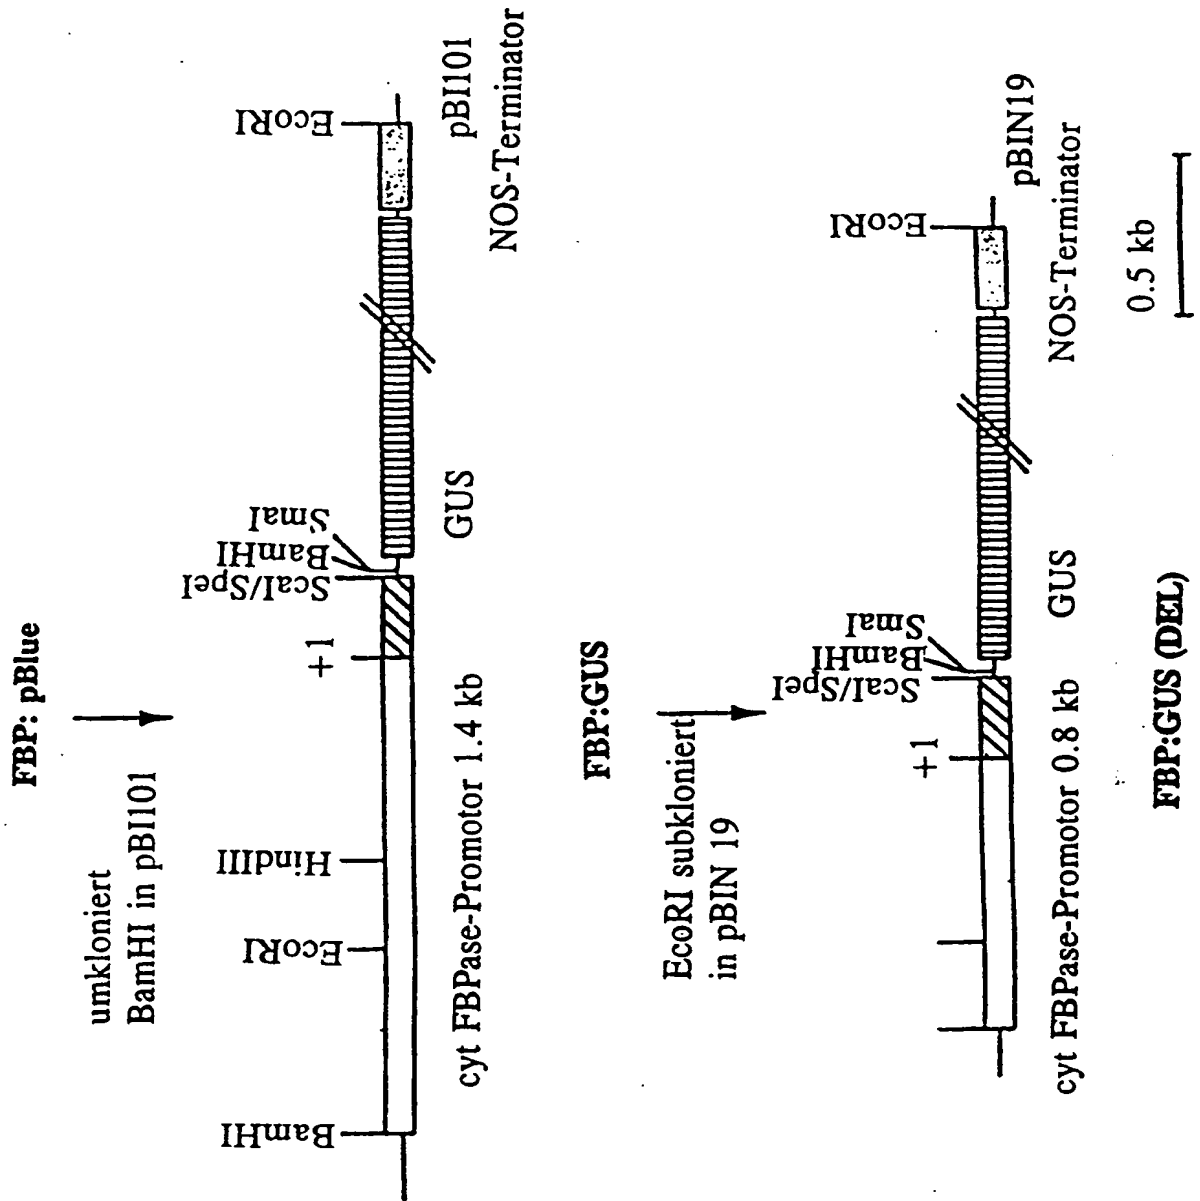 FBP: pBlue
umkloniert
BamHI in pBI101
BamHI
EcoRI
HindIII
+1
ScaI/SpeI
BamHI
SmaI
EcoRI
cyt FBPase-Promotor 1.4 kb
GUS
NOS-Terminator
pBI101
FBP:GUS
EcoRI subkloniert
in pBIN 19
+1
ScaI/SpeI
BamHI
SmaI
EcoRI
cyt FBPase-Promotor 0.8 kb
GUS
NOS-Terminator
pBIN19
FBP:GUS (DEL)
0.5 kb